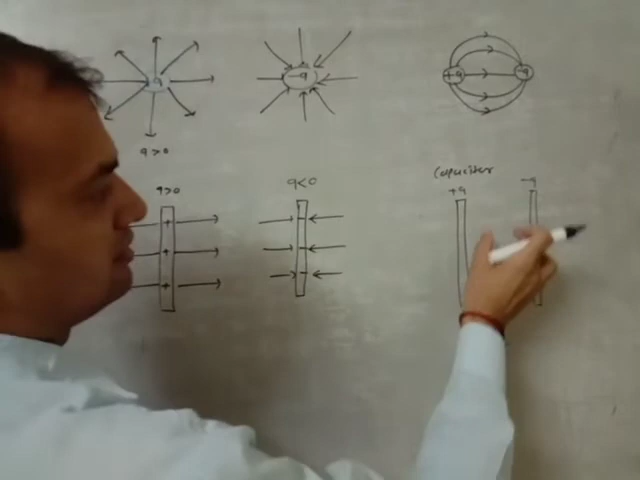 q
-q
+q
-q
q>0
q>0
q<0
Capacitor
+q
-q
+
-
+
-
+
-